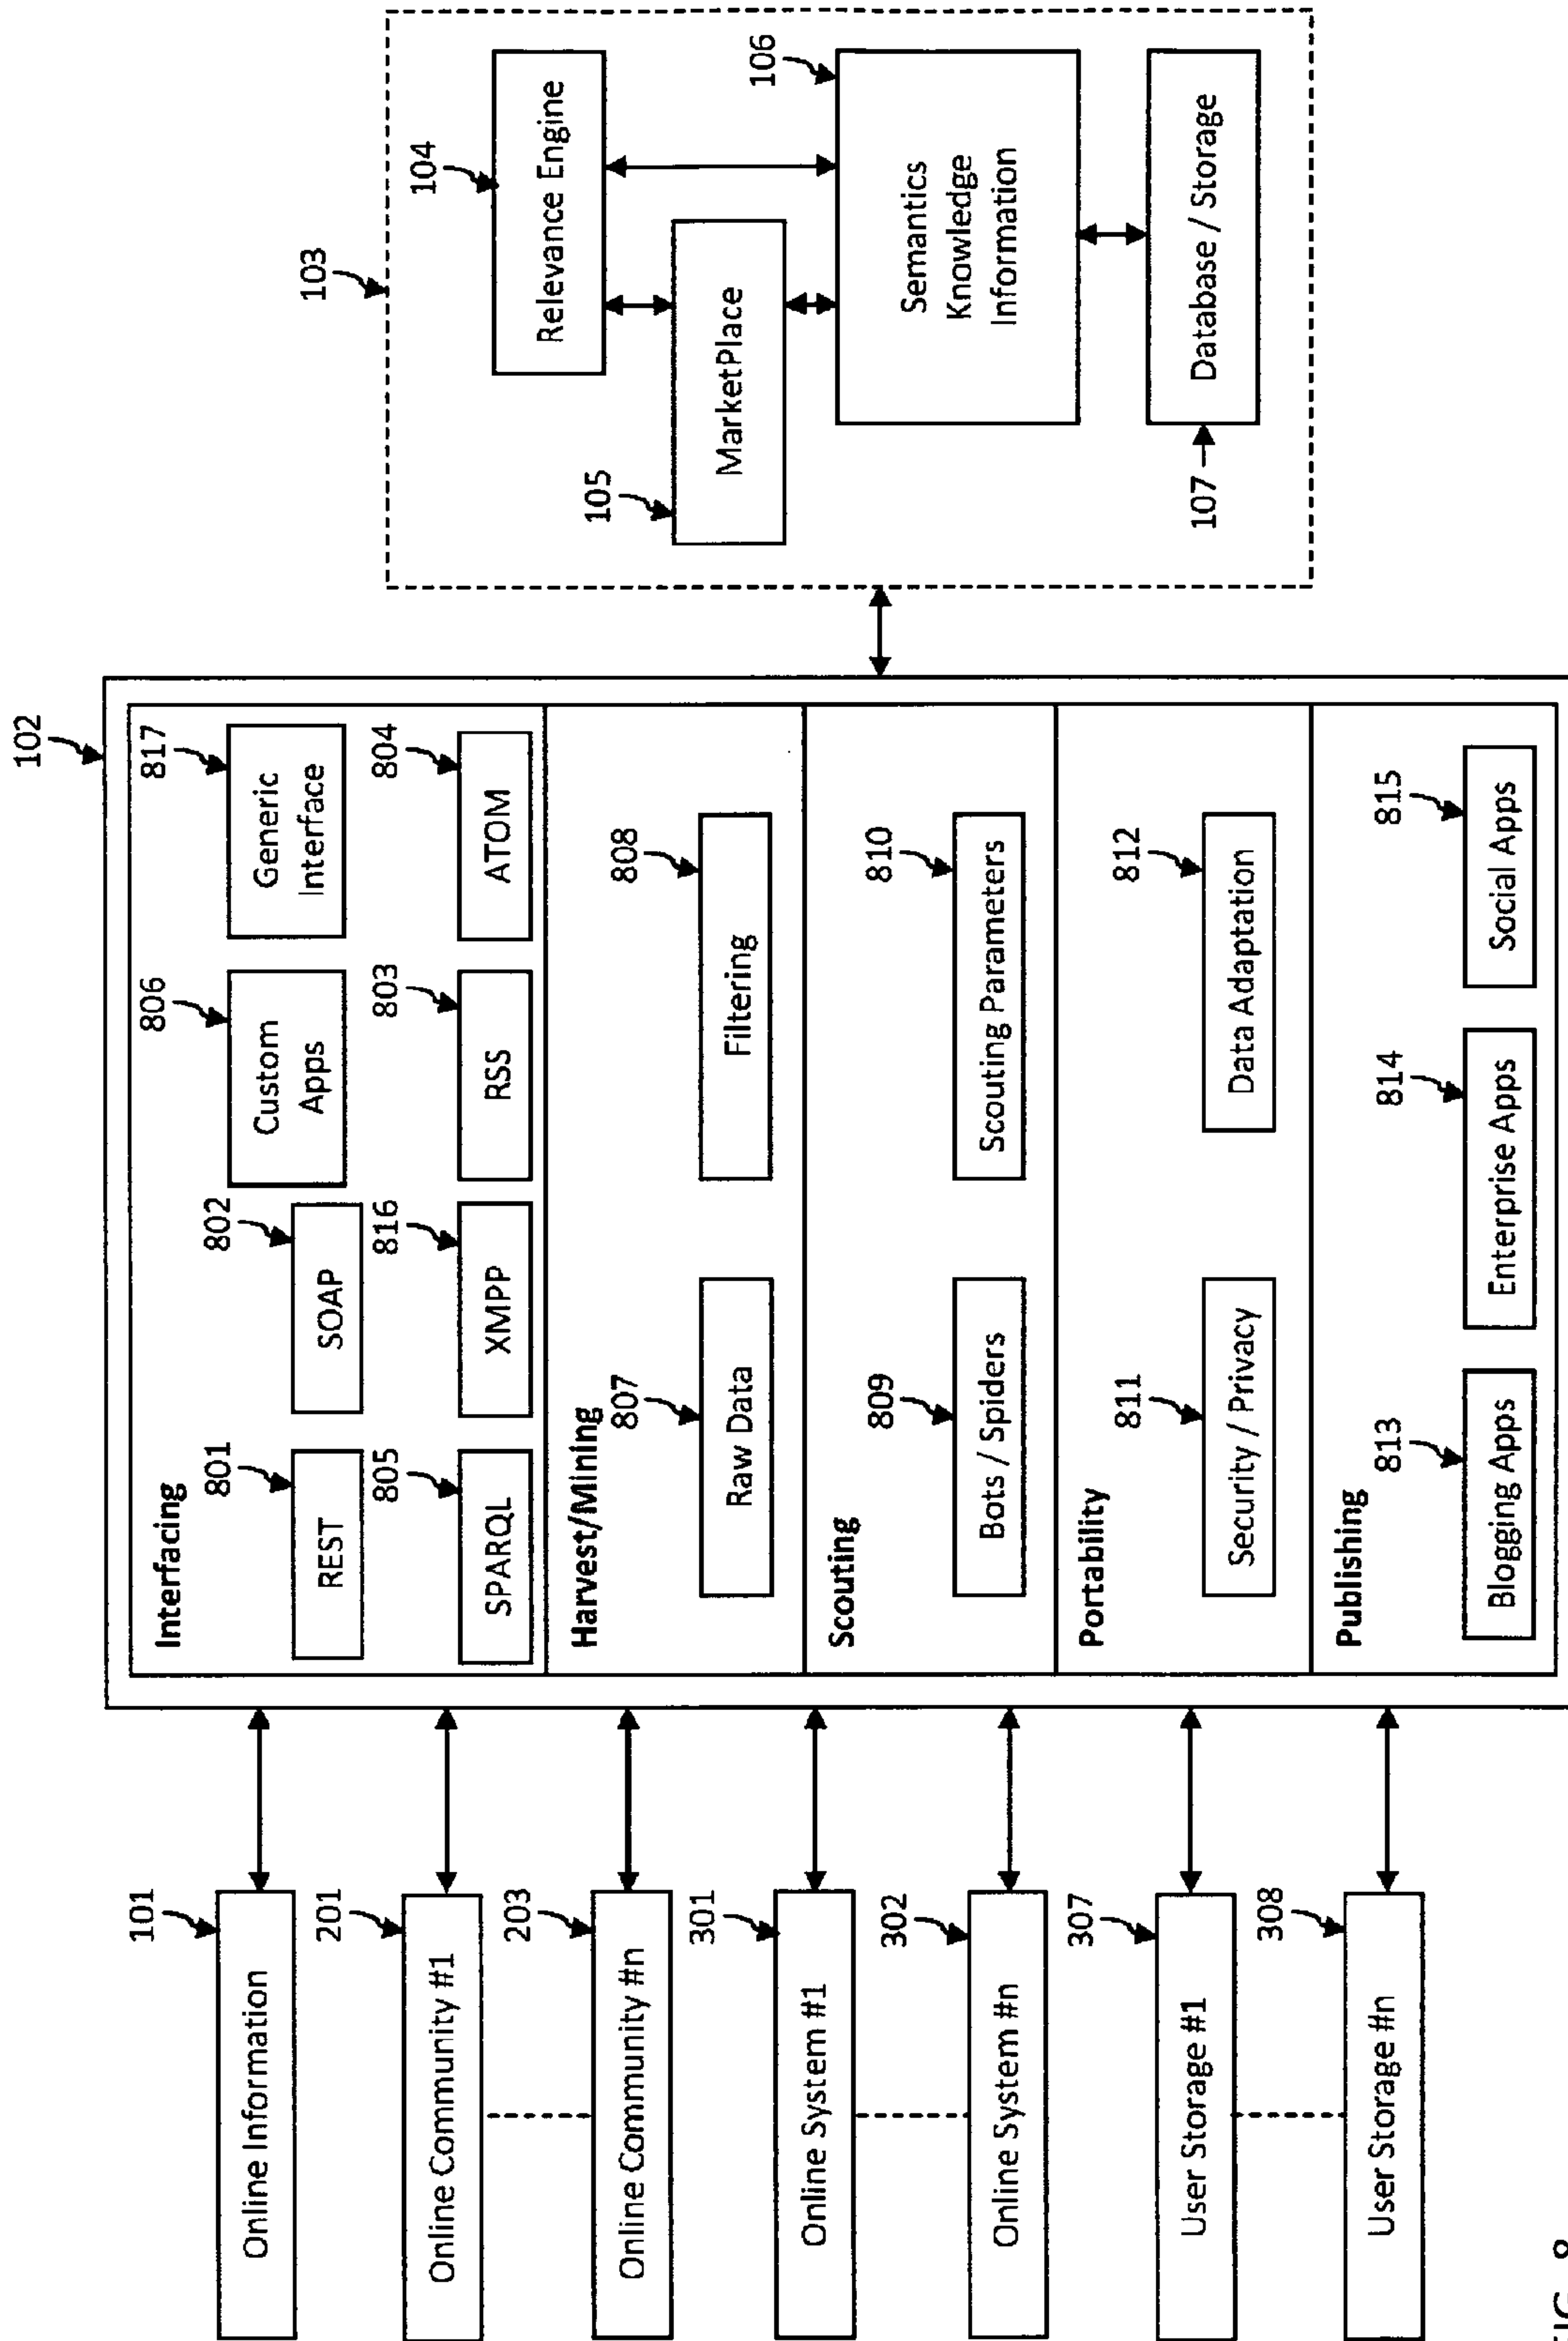 101
Online Information
201
Online Community #1
203
Online Community #n
301
Online System #1
302
Online System #n
307
User Storage #1
308
User Storage #n
102
Interfacing
801
REST
802
SOAP
806
Custom
Apps
817
Generic
Interface
805
SPARQL
816
XMPP
803
RSS
804
ATOM
Harvest/Mining
807
Raw Data
808
Filtering
Scouting
809
Bots / Spiders
810
Scouting Parameters
Portability
811
Security / Privacy
812
Data Adaptation
Publishing
813
Blogging Apps
814
Enterprise Apps
815
Social Apps
103
104
Relevance Engine
105
MarketPlace
106
Semantics
Knowledge
Information
107
Database / Storage
FIG. 8